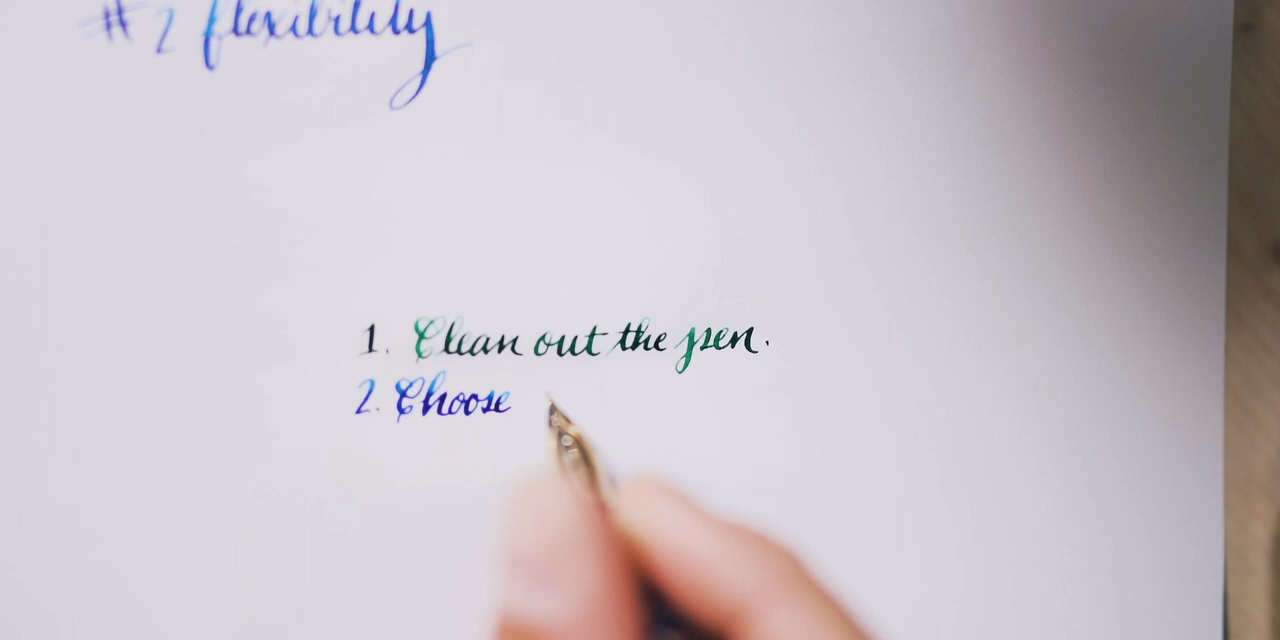 # 2 flexibility
1. Clean out the pen.
2. Choose